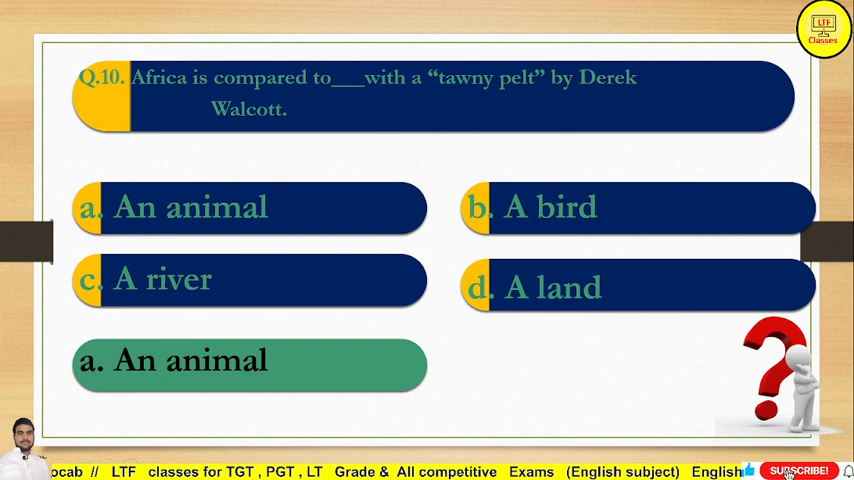 LTF
Classes
Q.10. Africa is compared to___with a “tawny pelt” by Derek
Walcott.
a. An animal
b. A bird
c. A river
d. A land
a. An animal
ocab // LTF classes for TGT , PGT , LT Grade & All competitive Exams (English subject) English
SUBSCRIBE!